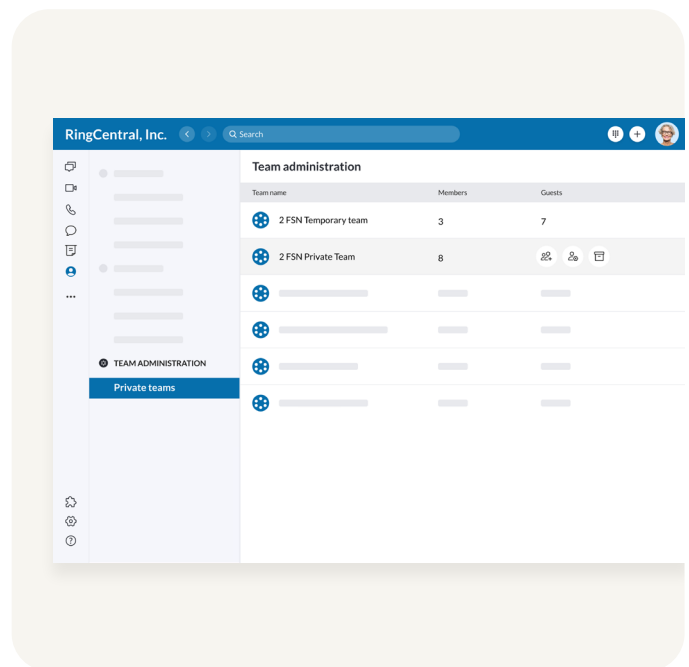 RingCentral, Inc.
Search
Team administration
Team name Members Guests
2 FSN Temporary team 3 7
2 FSN Private Team 8
TEAM ADMINISTRATION
Private teams